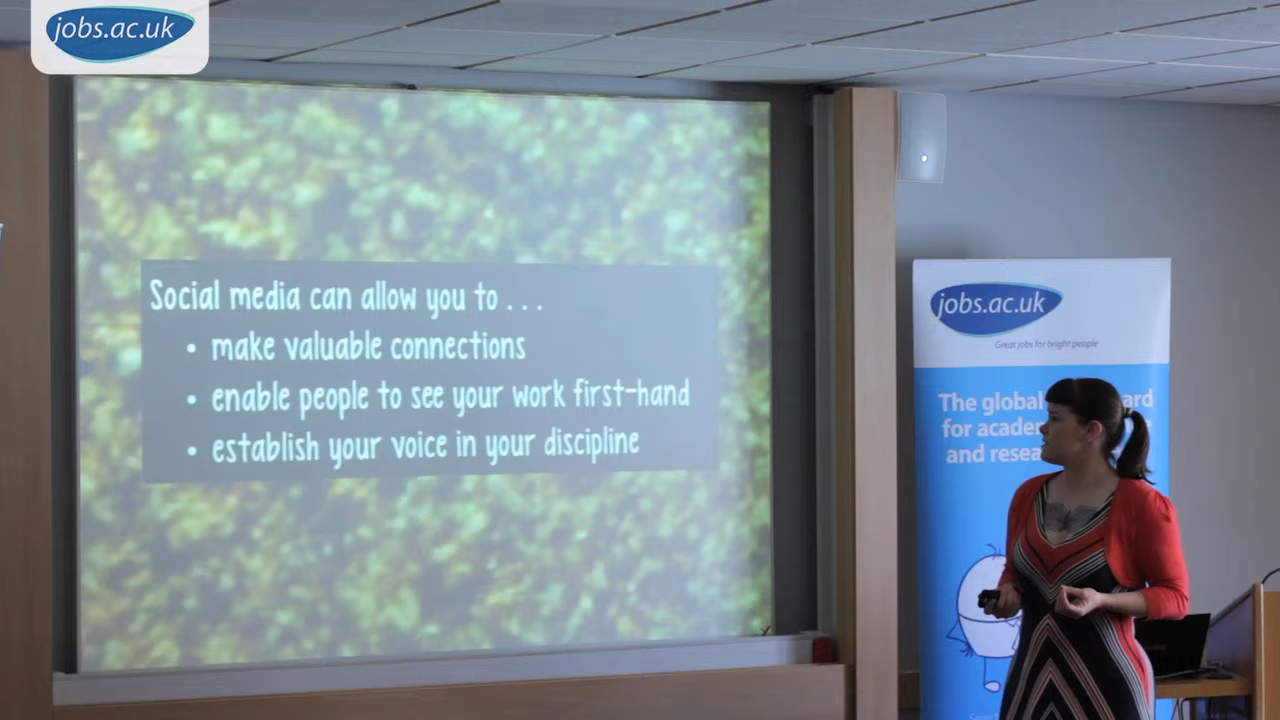 jobs.ac.uk
Social media can allow you to . . .
• make valuable connections
• enable people to see your work first-hand
• establish your voice in your discipline
jobs.ac.uk
Great jobs for bright people
The global
for
and